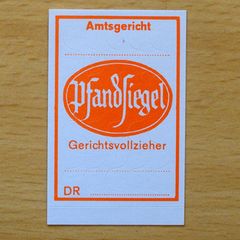 Amtsgericht
Pfandsiegel
Gerichtsvollzieher
DR